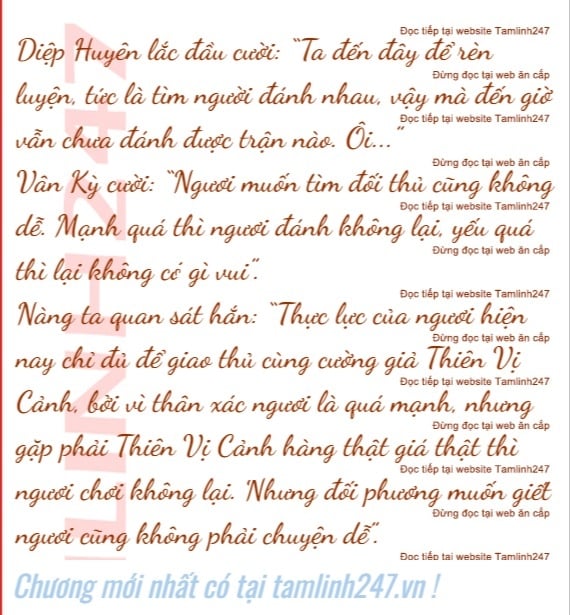 Đọc tiếp tại website Tamlinh247
Diệp Huyên lắc đầu cười: “Ta đến đây để rèn
Đừng đọc tại web ăn cắp
luyện, tức là tìm người đánh nhau, vậy mà đến giờ
Đọc tiếp tại website Tamlinh247
vẫn chưa đánh được trận nào. Ôi...”
Đừng đọc tại web ăn cắp
Vân Kỳ cười: “Ngươi muốn tìm đối thủ cũng không
Đọc tiếp tại website Tamlinh247
dễ. Mạnh quá thì ngươi đánh không lại, yếu quá
Đừng đọc tại web ăn cắp
thì lại không có gì vui”.
Đọc tiếp tại website Tamlinh247
Nàng ta quan sát hắn: “Thực lực của ngươi hiện
Đừng đọc tại web ăn cắp
nay chỉ đủ để giao thủ cùng cường giả Thiên Vị
Đọc tiếp tại website Tamlinh247
Cảnh, bởi vì thân xác ngươi là quá mạnh, nhưng
Đừng đọc tại web ăn cắp
gặp phải Thiên Vị Cảnh hàng thật giá thật thì
Đọc tiếp tại website Tamlinh247
ngươi chơi không lại. 'Nhưng đối phương muốn giết
Đừng đọc tại web ăn cắp
ngươi cũng không phải chuyện dễ”.
Đọc tiếp tại website Tamlinh247
LINH247
Chương mới nhất có tại tamlinh247.vn !